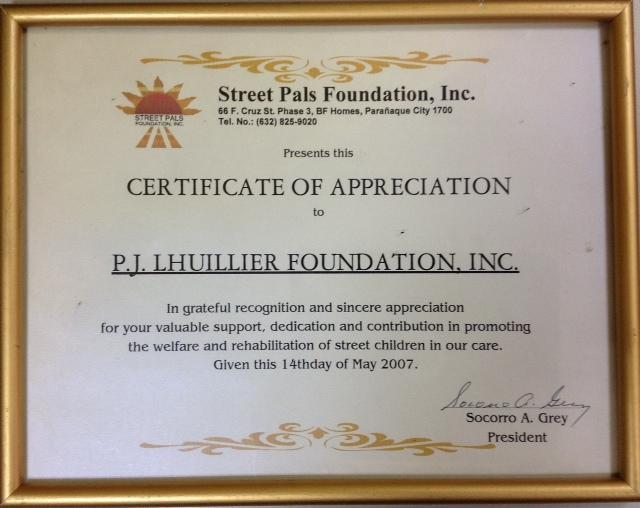 STREET PALS
FOUNDATION, INC.
Street Pals Foundation, Inc.
66 F. Cruz St. Phase 3, BF Homes, Parañaque City 1700
Tel. No.: (632) 825-9020
Presents this
CERTIFICATE OF APPRECIATION
to
P.J. LHUILLIER FOUNDATION, INC.
In grateful recognition and sincere appreciation
for your valuable support, dedication and contribution in promoting
the welfare and rehabilitation of street children in our care.
Given this 14thday of May 2007.
Socorro A. Grey
Socorro A. Grey
President